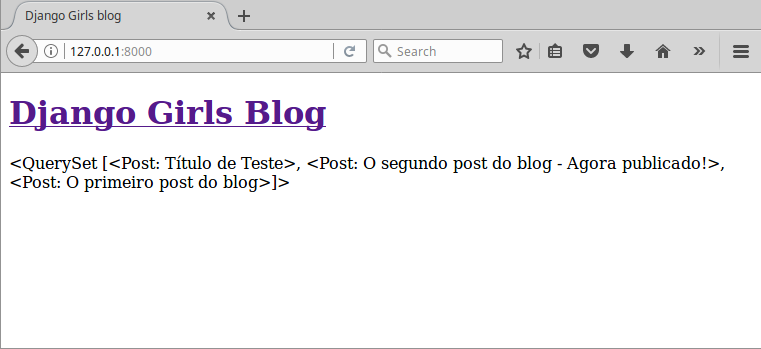 Django Girls blog
127.0.0.1:8000
Search
Django Girls Blog
<QuerySet [<Post: Título de Teste>, <Post: O segundo post do blog - Agora publicado!>,
<Post: O primeiro post do blog>]>